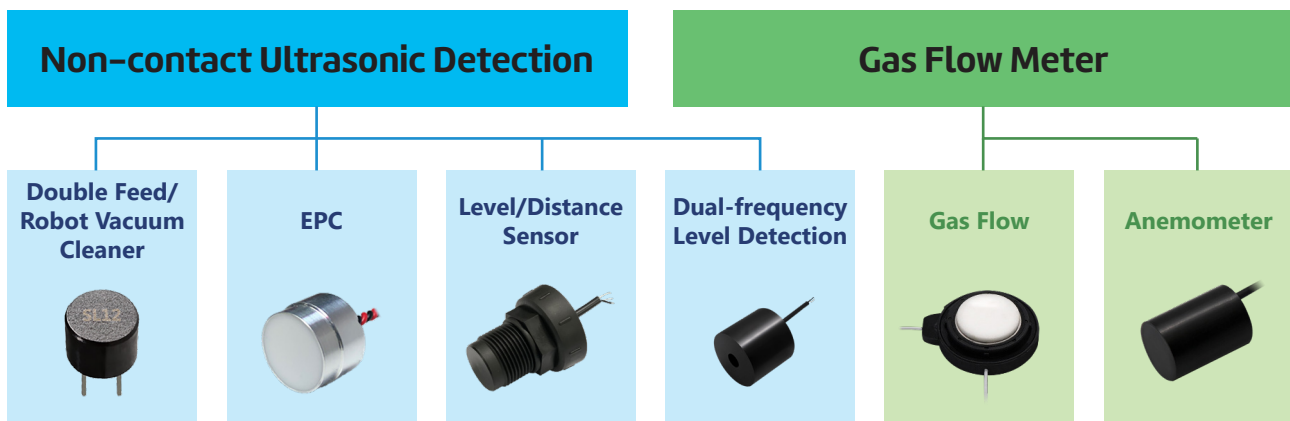 Non-contact Ultrasonic Detection
Gas Flow Meter
Double Feed/
Robot Vacuum
Cleaner
EPC
Level/Distance
Sensor
Dual-frequency
Level Detection
Gas Flow
Anemometer
SL12